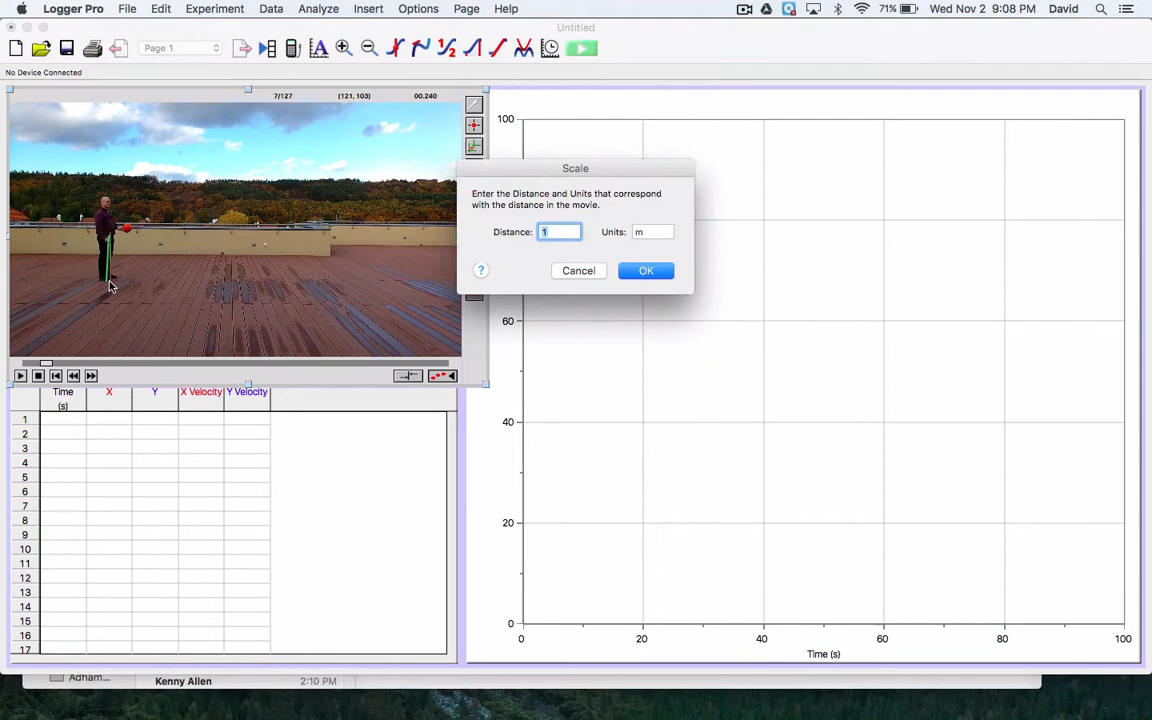 Logger Pro File Edit Experiment Data Analyze Insert Options Page Help 71% Wed Nov 2 9:08 PM David
Untitled
Page 1
No Device Connected
7/127 (121, 103) 00.240
Scale
Enter the Distance and Units that correspond
with the distance in the movie.
Distance: 1 Units: m
? Cancel OK
Time
(s) X Y X Velocity Y Velocity
1
2
3
4
5
6
7
8
9
10
11
12
13
14
15
16
17
100
60
40
20
0
0 20 40 60 80 100
Time (s)
Adham...
Kenny Allen 2:10 PM